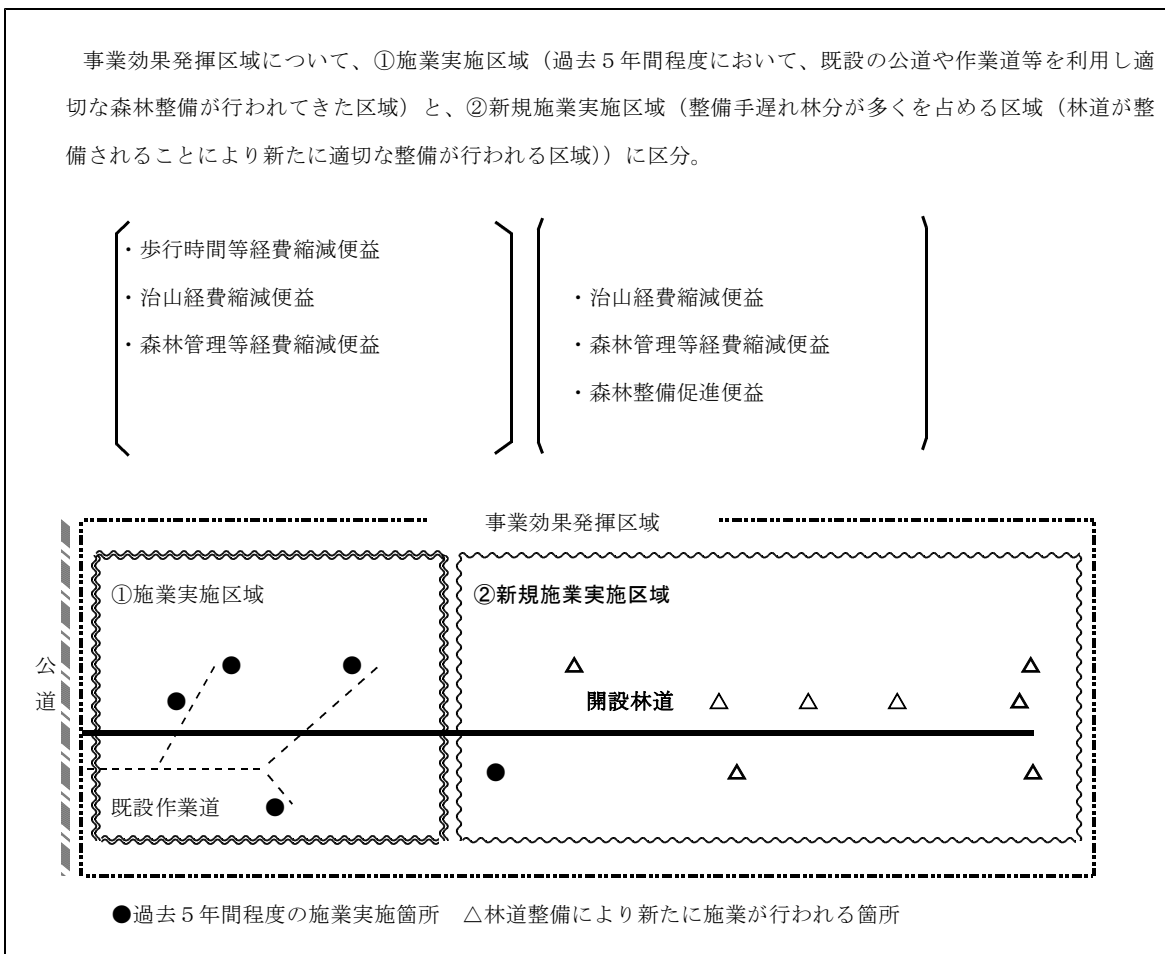 事業効果発揮区域について、①施業実施区域（過去５年間程度において、既設の公道や作業道等を利用し適
切な森林整備が行われてきた区域）と、②新規施業実施区域（整備手遅れ林分が多くを占める区域（林道が整
備されることにより新たに適切な整備が行われる区域））に区分。
・歩行時間等経費縮減便益
・治山経費縮減便益
・森林管理等経費縮減便益
・治山経費縮減便益
・森林管理等経費縮減便益
・森林整備促進便益
事業効果発揮区域
①施業実施区域
②新規施業実施区域
公道
開設林道
既設作業道
●過去５年間程度の施業実施箇所　△林道整備により新たに施業が行われる箇所